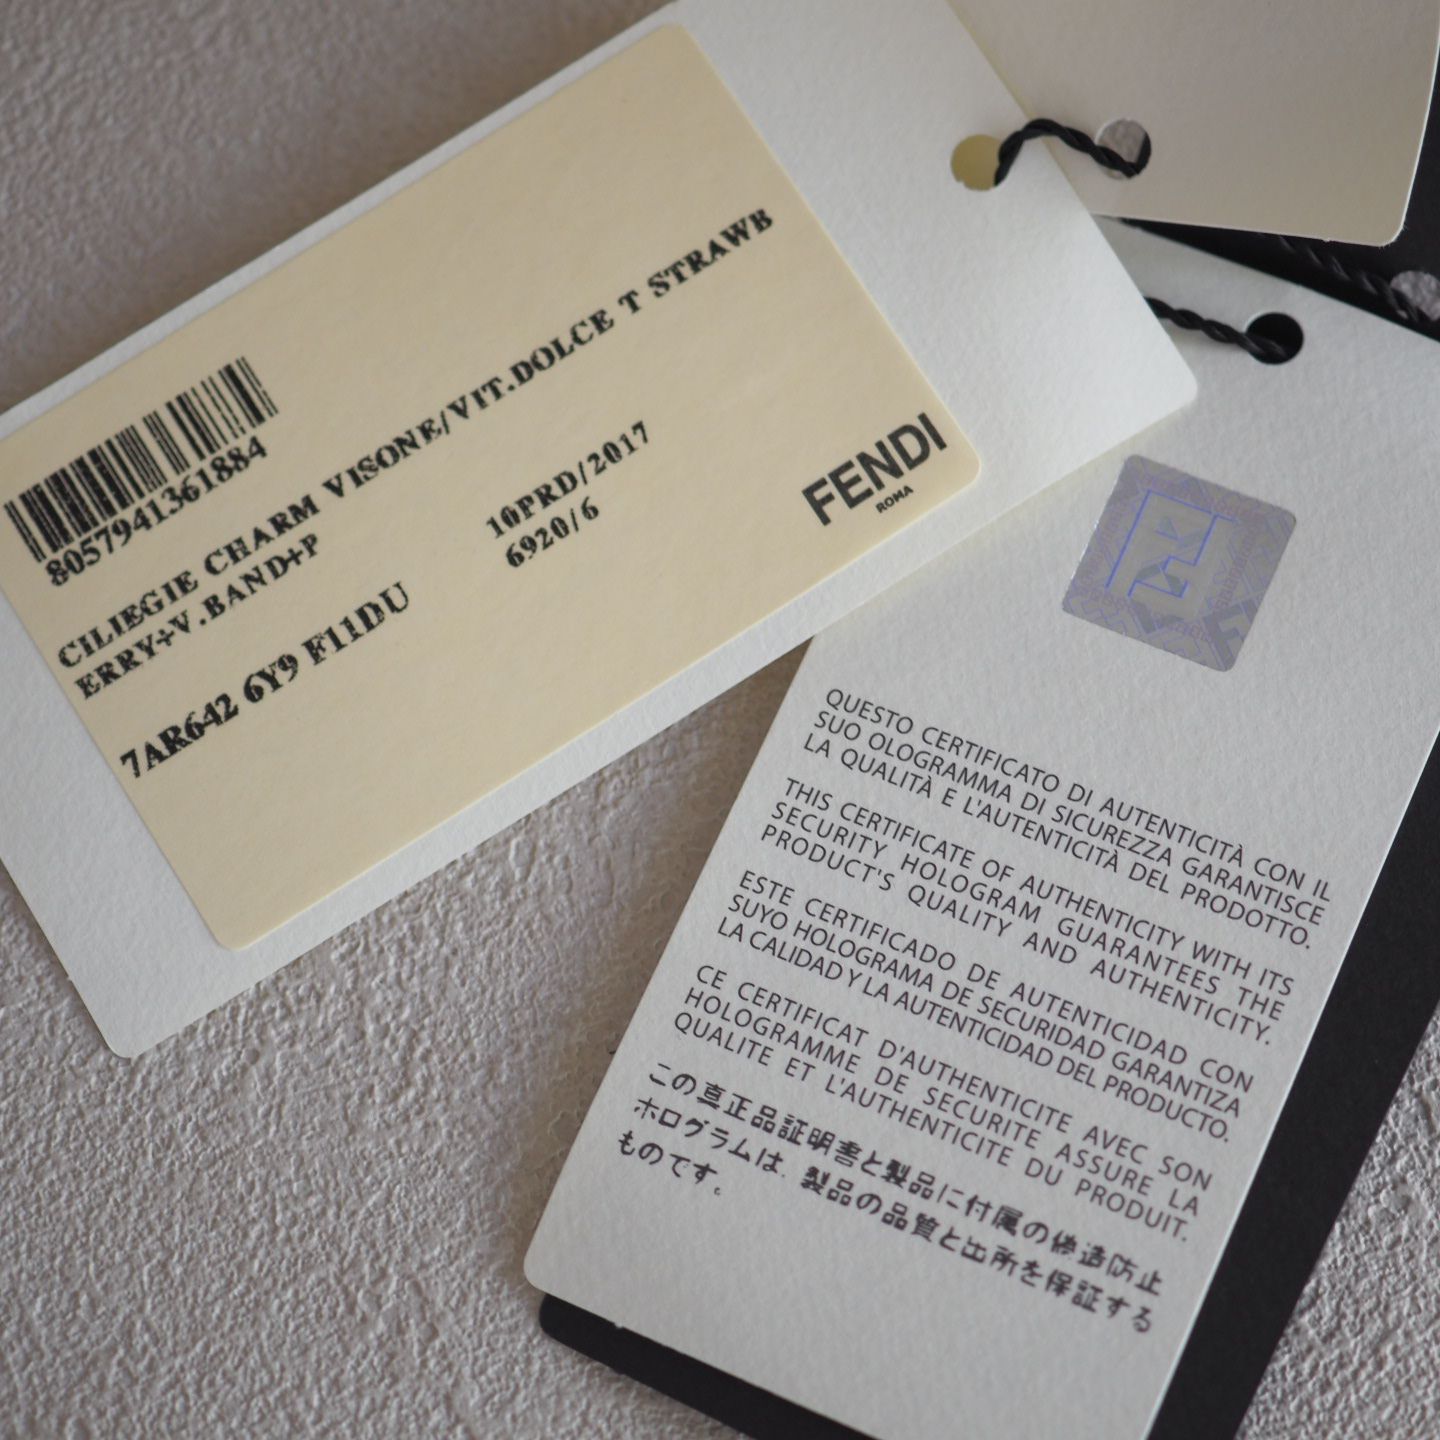 8057941361884
CILIEGIE CHARM VISONE/VIT.DOLCE T STRAWB
ERRY+V.BAND+P
10PRD/2017
6920/6
7AR642 6Y9 F11DU
FENDI
ROMA
QUESTO CERTIFICATO DI AUTENTICITÀ CON IL
SUO OLOGRAMMA DI SICUREZZA GARANTISCE
LA QUALITÀ E L'AUTENTICITÀ DEL PRODOTTO.
THIS CERTIFICATE OF AUTHENTICITY WITH ITS
SECURITY HOLOGRAM GUARANTEES THE
PRODUCT'S QUALITY AND AUTHENTICITY.
ESTE CERTIFICADO DE AUTENTICIDAD CON
SUYO HOLOGRAMA DE SECURIDAD GARANTIZA
LA CALIDAD Y LA AUTENTICIDAD DEL PRODUCTO.
CE CERTIFICAT D'AUTHENTICITE AVEC SON
HOLOGRAMME DE SECURITE ASSURE LA
QUALITE ET L'AUTHENTICITE DU PRODUIT.
この真正品証明書と製品に付属の偽造防止
ホログラムは、製品の品質と出所を保証する
ものです。